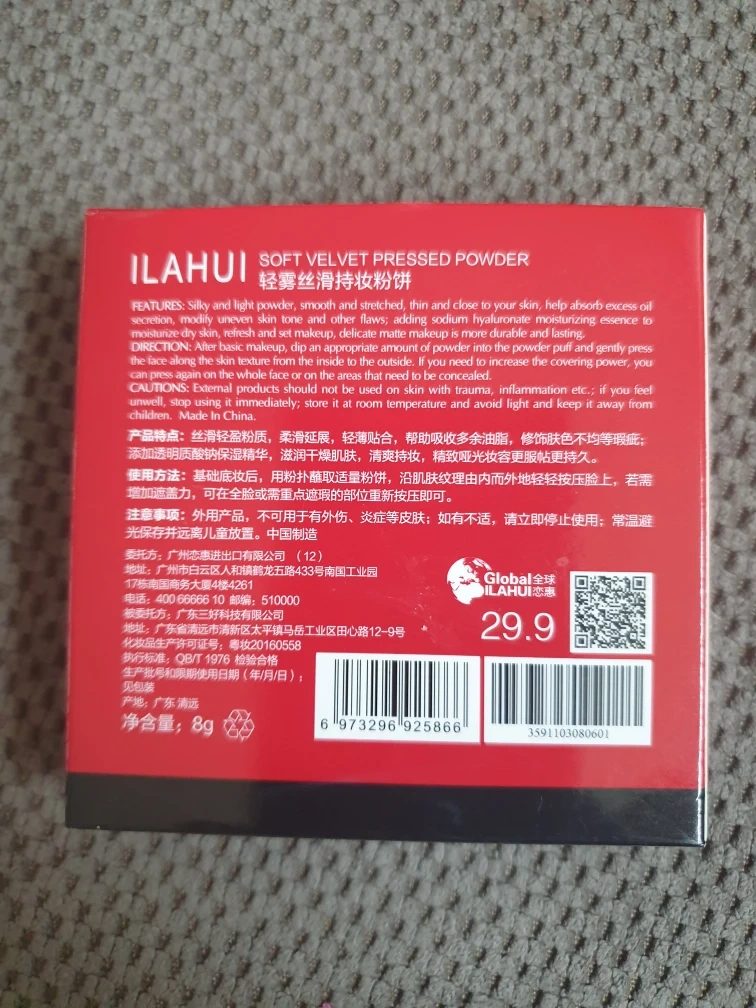 ILAHUI SOFT VELVET PRESSED POWDER
轻雾丝滑持妆粉饼
FEATURES: Silky and light powder, smooth and stretched, thin and close to your skin, help absorb excess oil
secretion, modify uneven skin tone and other flaws; adding sodium hyaluronate moisturizing essence to
moisturize dry skin, refresh and set makeup, delicate matte makeup is more durable and lasting.
DIRECTION: After basic makeup, dip an appropriate amount of powder into the powder puff and gently press
the face along the skin texture from the inside to the outside. If you need to increase the covering power, you
can press again on the whole face or on the areas that need to be concealed.
CAUTIONS: External products should not be used on skin with trauma, inflammation etc.; if you feel
unwell, stop using it immediately; store it at room temperature and avoid light and keep it away from
children. Made In China.
产品特点：丝滑轻盈粉质，柔滑延展，轻薄贴合，帮助吸收多余油脂，修饰肤色不均等瑕疵；
添加透明质酸钠保湿精华，滋润干燥肌肤，清爽持妆，精致哑光妆容更服帖更持久。
使用方法：基础底妆后，用粉扑蘸取适量粉饼，沿肌肤纹理由内而外地轻轻按压脸上，若需
增加遮盖力，可在全脸或需重点遮瑕的部位重新按压即可。
注意事项：外用产品，不可用于有外伤、炎症等皮肤；如有不适，请立即停止使用；常温避
光保存并远离儿童放置。中国制造
委托方：广州恋惠进出口有限公司 （12）
地址：广州市白云区人和镇鹤龙五路433号南国工业园
17栋南国商务大厦4楼4261
电话：400 66666 10 邮编：510000
被委托方：广东三好科技有限公司
地址：广东省清远市清新区太平镇马岳工业区田心路12-9号
化妆品生产许可证号：粤妆20160558
执行标准：QB/T 1976 检验合格
生产批号和限期使用日期（年/月/日）；
见包装
产地：广东 清远
净含量：8g
Global 全球
ILAHUI 恋惠
29.9
6 973296 925866
3591103080601